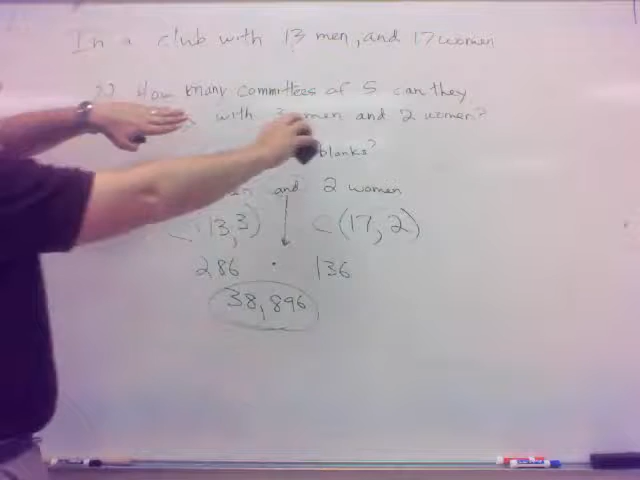 In a club with 13 men, and 17 women
How many committees of 5 can they
with 3 men and 2 women?
blanks?
and 2 women
C(13,3) C(17,2)
286 · 136
38,896